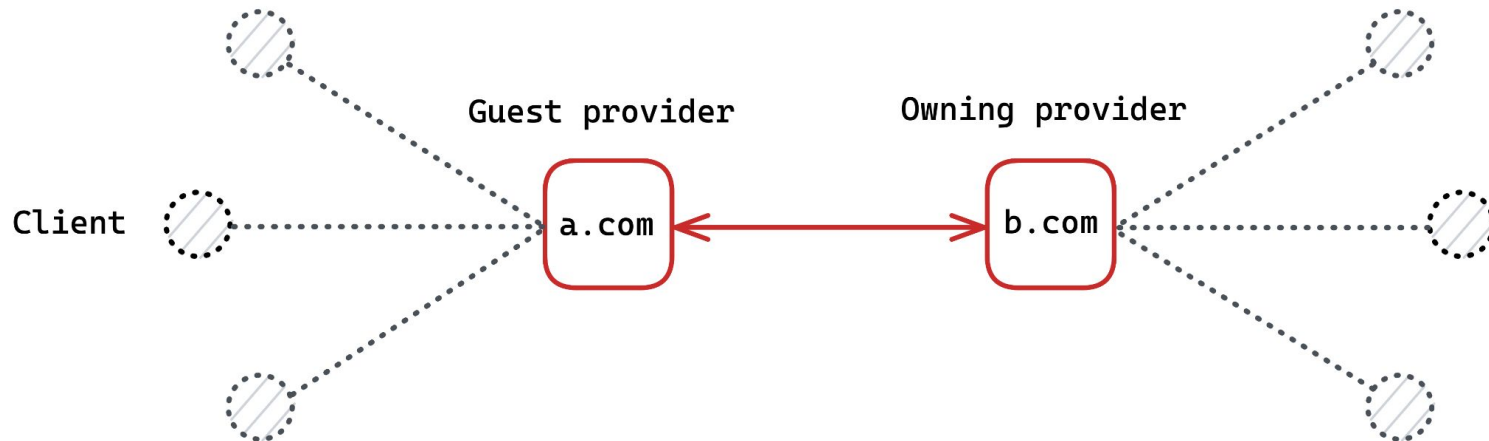 Guest provider
Owning provider
Client
a.com
b.com